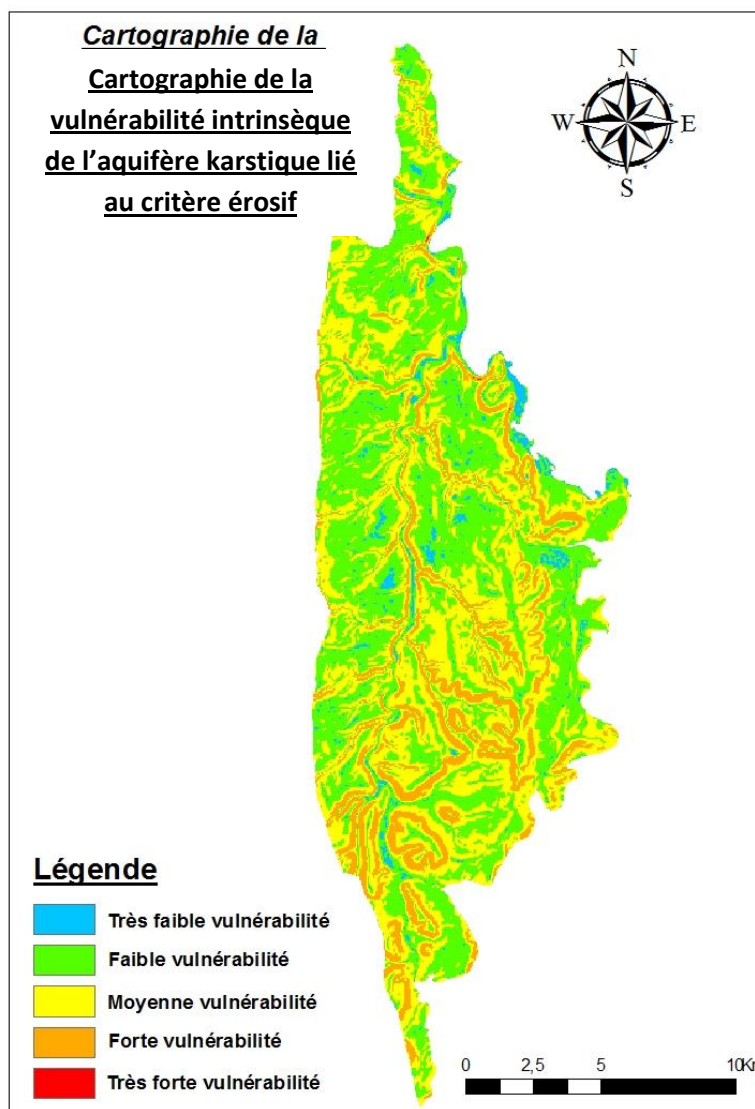 Cartographie de la
Cartographie de la
vulnérabilité intrinsèque
de l’aquifère karstique lié
au critère érosif
N
W E
S
Légende
Très faible vulnérabilité
Faible vulnérabilité
Moyenne vulnérabilité
Forte vulnérabilité
Très forte vulnérabilité
0 2,5 5 10Km